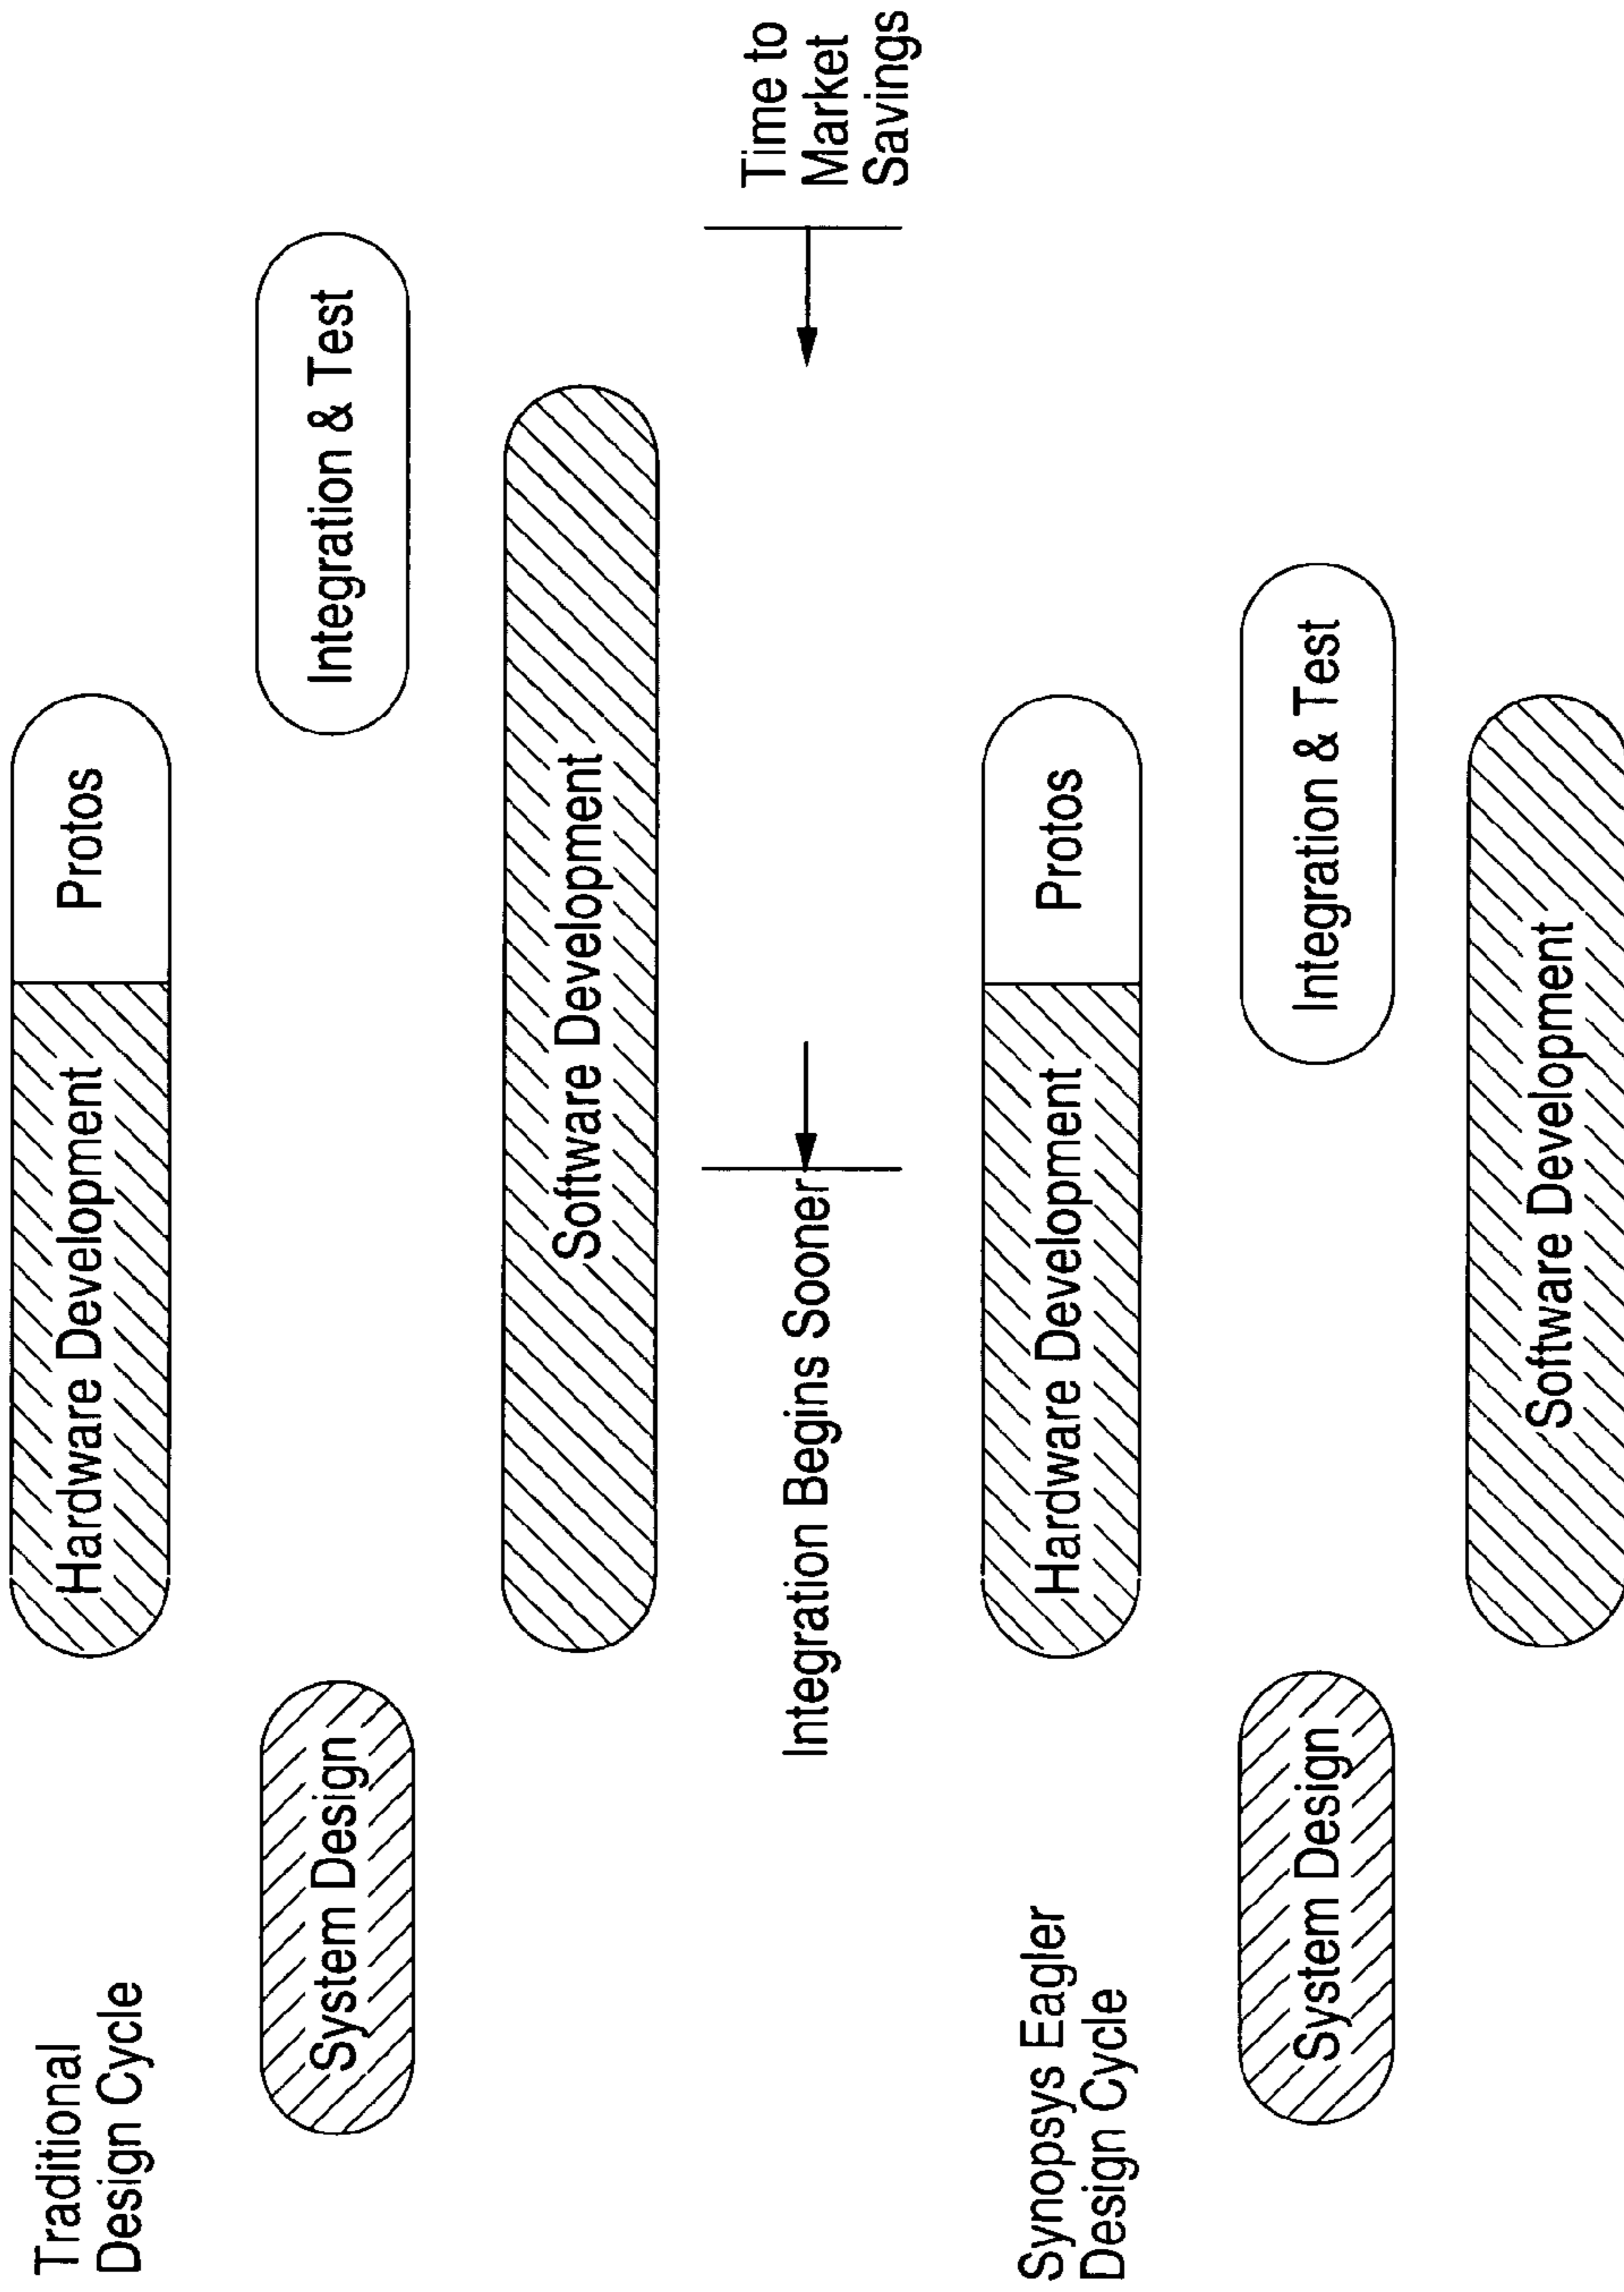 Traditional
Design Cycle
Hardware Development
Protos
System Design
Integration & Test
Software Development
Integration Begins Sooner
Time to
Market
Savings
Synopsys Eagler
Design Cycle
Hardware Development
Protos
System Design
Integration & Test
Software Development